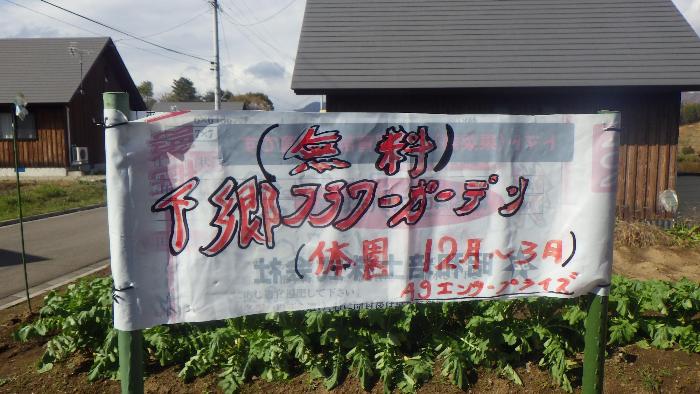 (無料)
千郷フラワーガーデン
(休園 12月~3月)
Agエンタープライズ